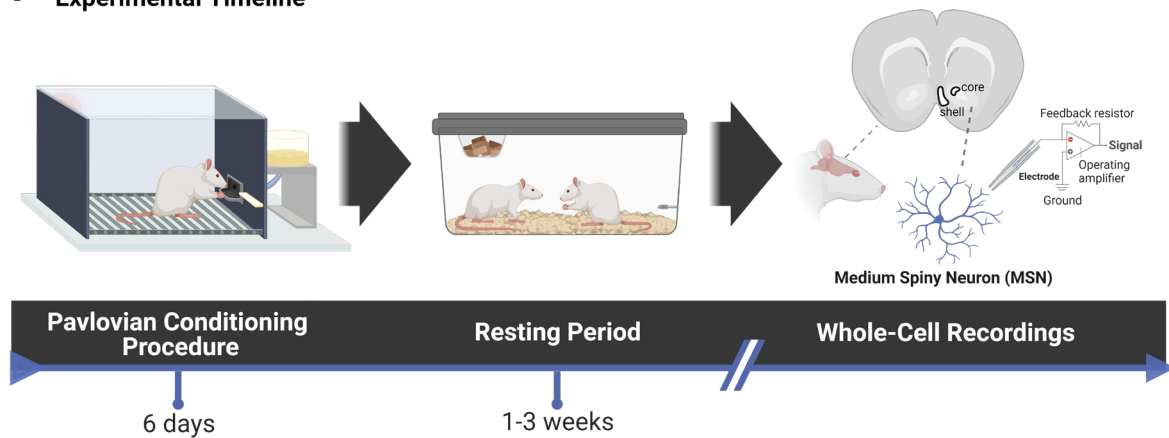 Experimental Timeline
core
shell
Feedback resistor
Signal
Operating
amplifier
Electrode
Ground
Medium Spiny Neuron (MSN)
Pavlovian Conditioning
Procedure
Resting Period
Whole-Cell Recordings
6 days
1-3 weeks